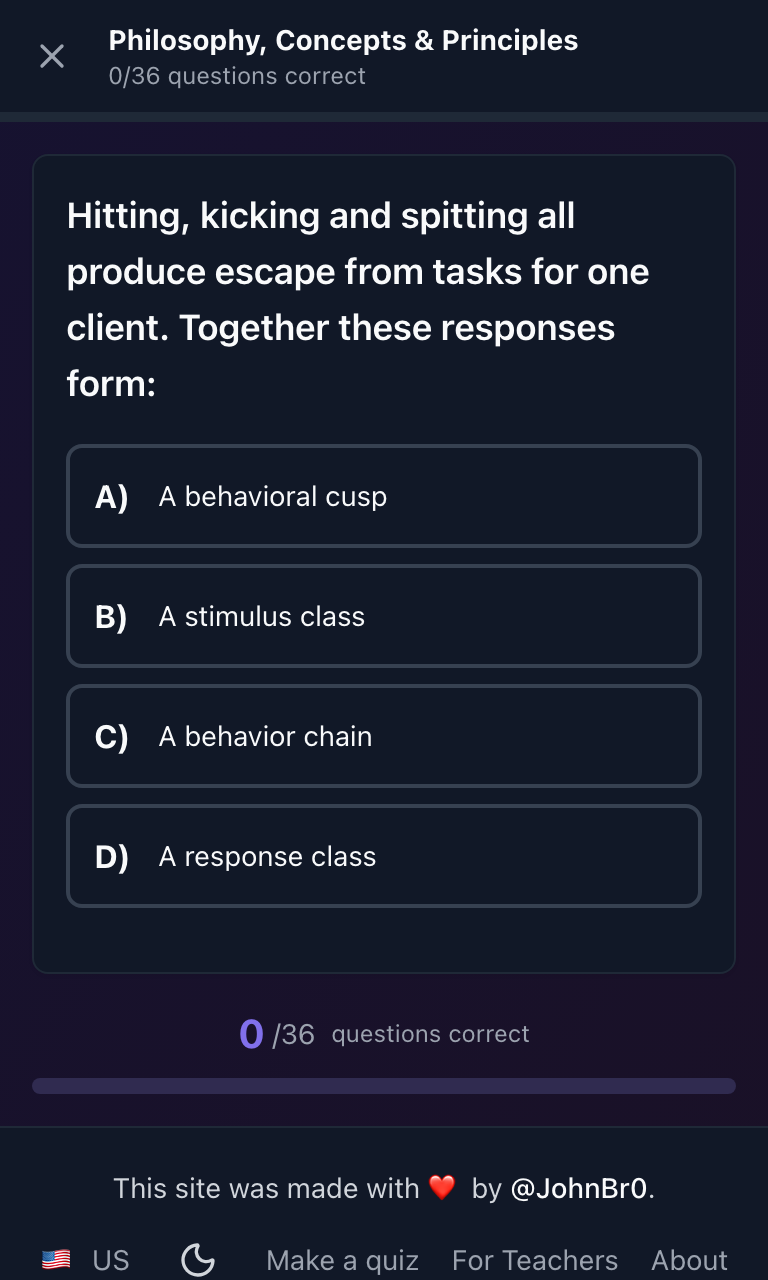 Philosophy, Concepts & Principles
0/36 questions correct
Hitting, kicking and spitting all
produce escape from tasks for one
client. Together these responses
form:
A) A behavioral cusp
B) A stimulus class
C) A behavior chain
D) A response class
0 /36 questions correct
This site was made with ❤️ by @JohnBr0.
🇺🇸 US Make a quiz For Teachers About